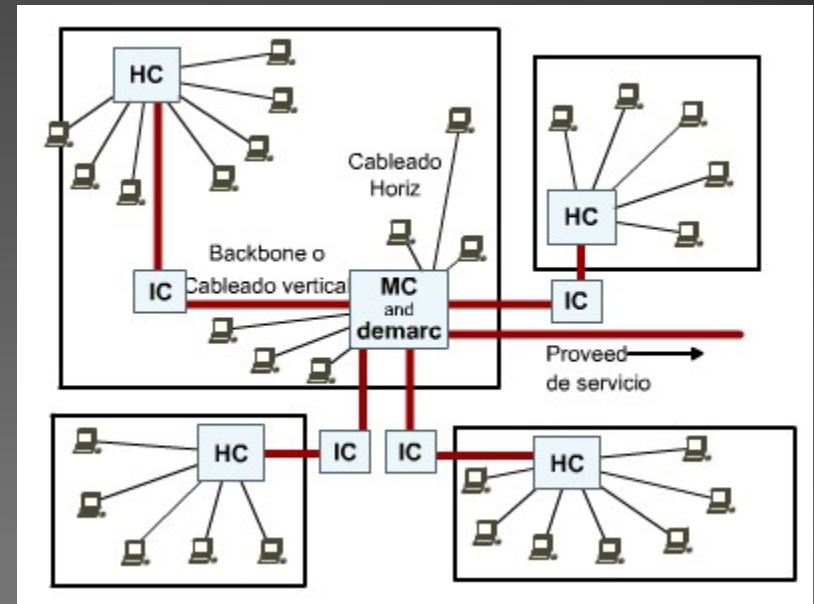 HC
Cableado
Horiz
Backbone o
Cableado vertical
IC
MC
and
demarc
HC
IC
Proveed
de servicio
HC
IC
IC
HC